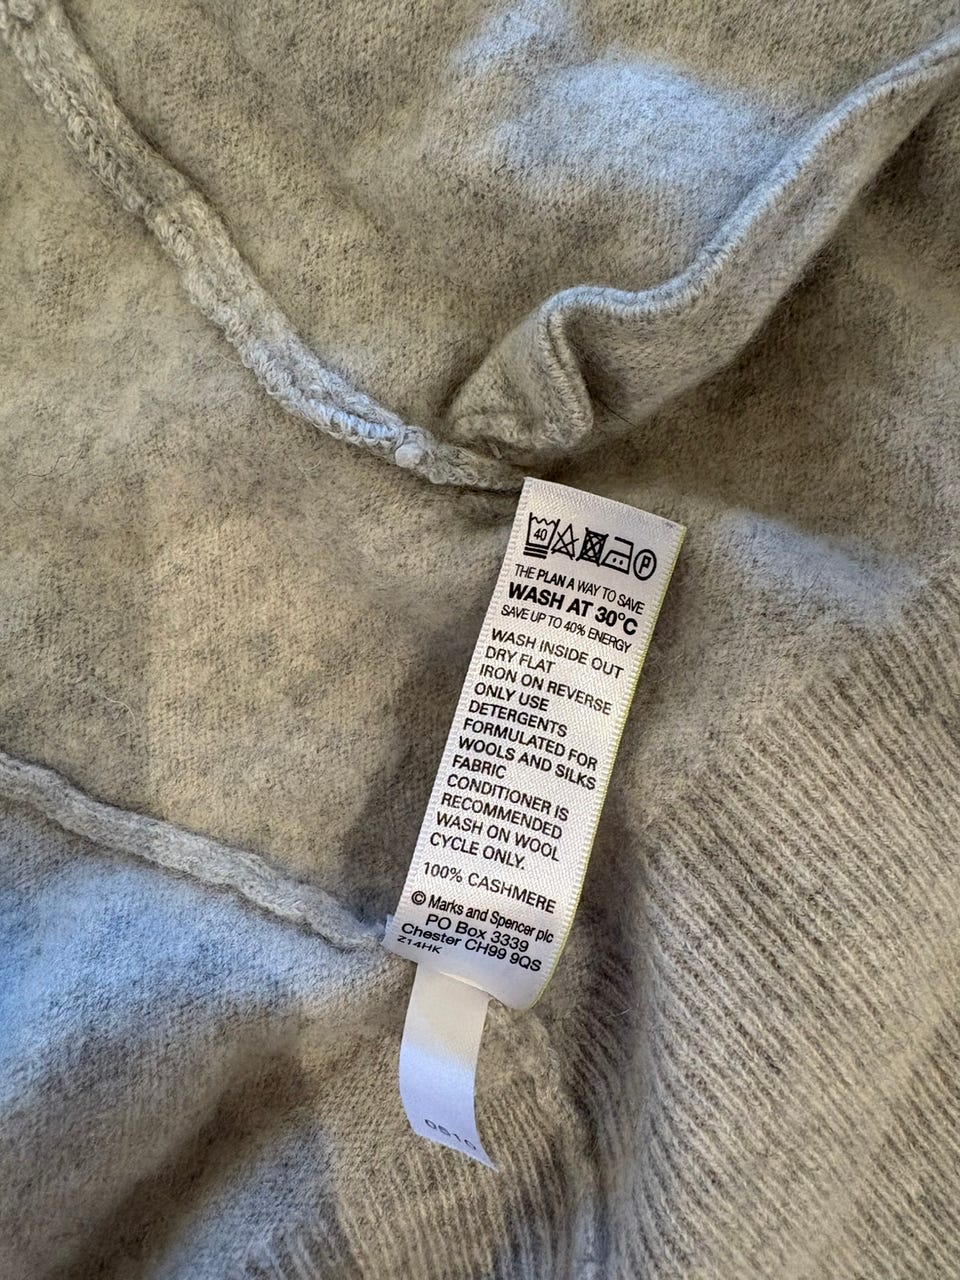 40
P
THE PLAN A WAY TO SAVE
WASH AT 30°C
SAVE UP TO 40% ENERGY
WASH INSIDE OUT
DRY FLAT
IRON ON REVERSE
ONLY USE
DETERGENTS
FORMULATED FOR
WOOLS AND SILKS
FABRIC
CONDITIONER IS
RECOMMENDED
WASH ON WOOL
CYCLE ONLY.
100% CASHMERE
© Marks and Spencer plc
PO Box 3339
Chester CH99 9QS
Z14HK